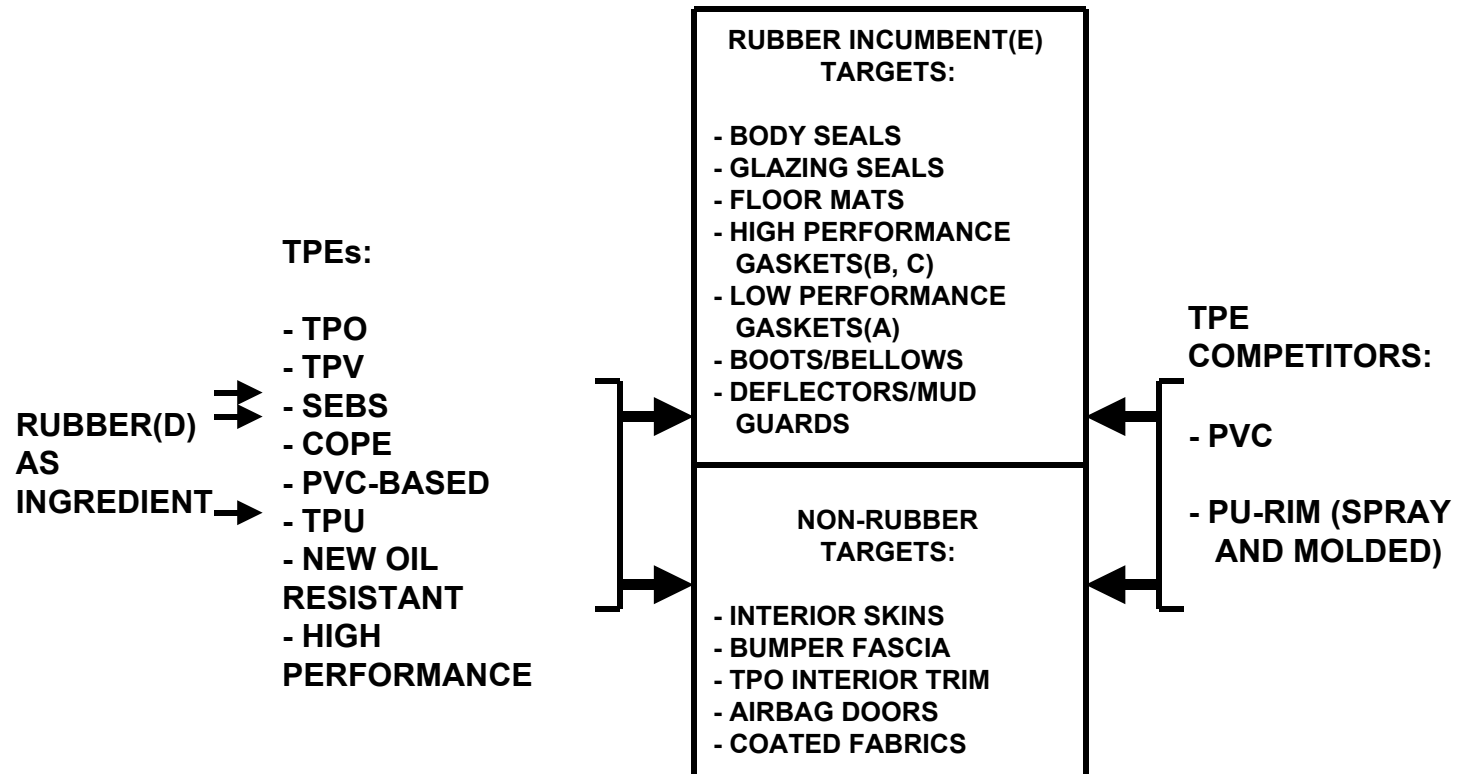 RUBBER(D)
AS
INGREDIENT
TPEs:
- TPO
- TPV
- SEBS
- COPE
- PVC-BASED
- TPU
- NEW OIL
RESISTANT
- HIGH
PERFORMANCE
RUBBER INCUMBENT(E)
TARGETS:
- BODY SEALS
- GLAZING SEALS
- FLOOR MATS
- HIGH PERFORMANCE
GASKETS(B, C)
- LOW PERFORMANCE
GASKETS(A)
- BOOTS/BELLOWS
- DEFLECTORS/MUD
GUARDS
NON-RUBBER
TARGETS:
- INTERIOR SKINS
- BUMPER FASCIA
- TPO INTERIOR TRIM
- AIRBAG DOORS
- COATED FABRICS
TPE
COMPETITORS:
- PVC
- PU-RIM (SPRAY
AND MOLDED)